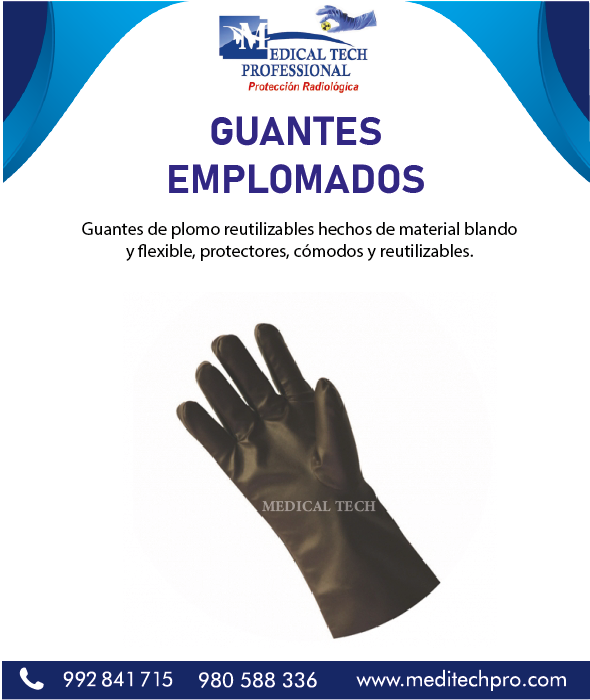 MEDICAL TECH
PROFESSIONAL
Protección Radiológica
GUANTES
EMPLOMADOS
Guantes de plomo reutilizables hechos de material blando
y flexible, protectores, cómodos y reutilizables.
MEDICAL TECH
992 841 715 980 588 336 www.meditechpro.com